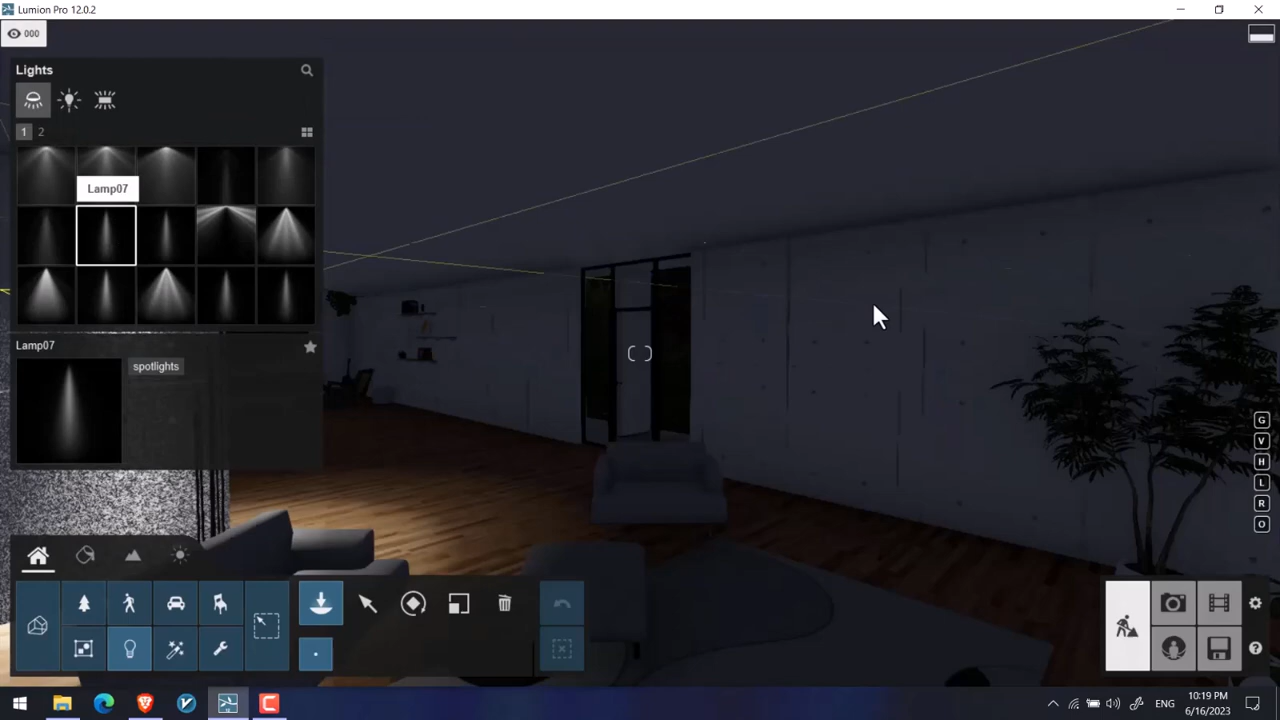 Lumion Pro 12.0.2
000
Lights
1 2
Lamp07
Lamp07
spotlights
G
V
H
L
R
O
ENG
10:19 PM
6/16/2023